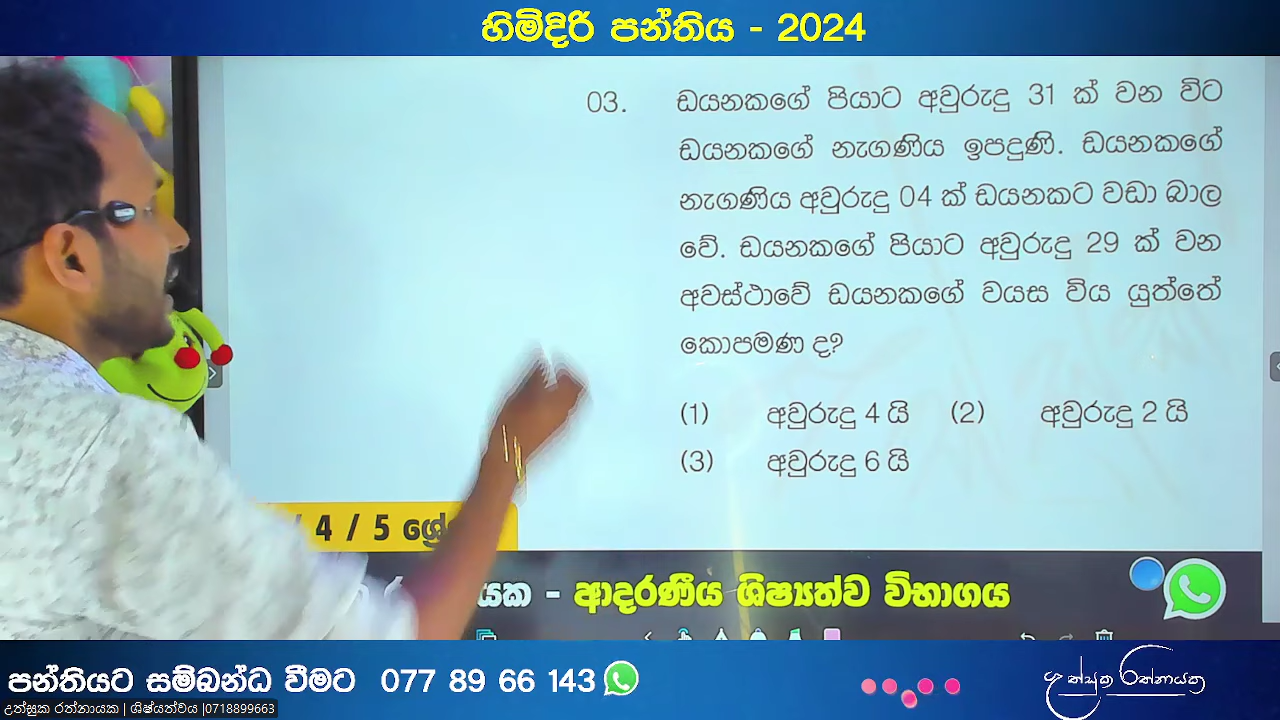 හිමිදිරි පන්තිය - 2024
03. ඩයනකගේ පියාට අවුරුදු 31 ක් වන විට
ඩයනකගේ නැගණිය ඉපදුණි. ඩයනකගේ
නැගණිය අවුරුදු 04 ක් ඩයනකට වඩා බාල
වේ. ඩයනකගේ පියාට අවුරුදු 29 ක් වන
අවස්ථාවේ ඩයනකගේ වයස විය යුත්තේ
කොපමණ ද?
(1) අවුරුදු 4 යි (2) අවුරුදු 2 යි
(3) අවුරුදු 6 යි
/ 4 / 5
- ආදරණීය ශිෂ්‍යත්ව විභාගය
පන්තියට සම්බන්ධ වීමට 077 89 66 143
උත්සුක රත්නායක
උත්සුක රත්නායක | ශිෂ්යත්වය |0718899663